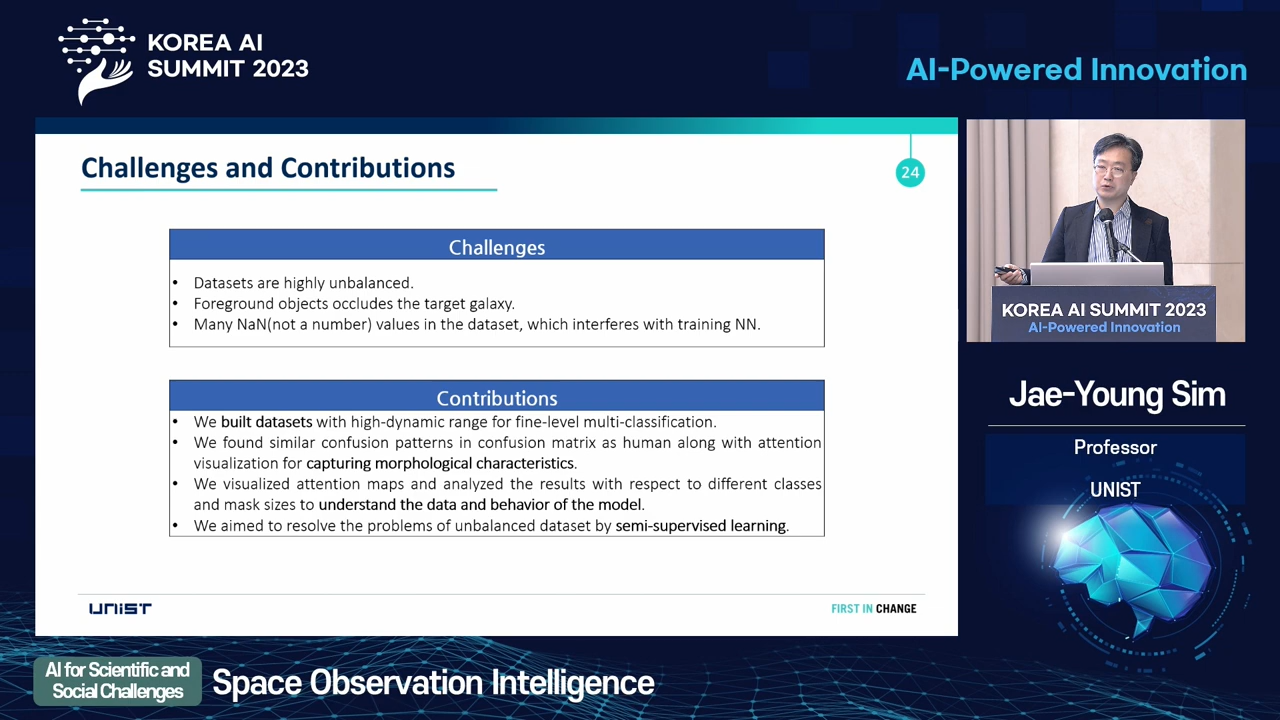 KOREA AI
SUMMIT 2023
AI-Powered Innovation
Challenges and Contributions
24
Challenges
• Datasets are highly unbalanced.
• Foreground objects occludes the target galaxy.
• Many NaN(not a number) values in the dataset, which interferes with training NN.
Contributions
• We built datasets with high-dynamic range for fine-level multi-classification.
• We found similar confusion patterns in confusion matrix as human along with attention
visualization for capturing morphological characteristics.
• We visualized attention maps and analyzed the results with respect to different classes
and mask sizes to understand the data and behavior of the model.
• We aimed to resolve the problems of unbalanced dataset by semi-supervised learning.
UNIST
FIRST IN CHANGE
KOREA AI SUMMIT 2023
AI-Powered Innovation
Jae-Young Sim
Professor
UNIST
AI for Scientific and
Social Challenges
Space Observation Intelligence